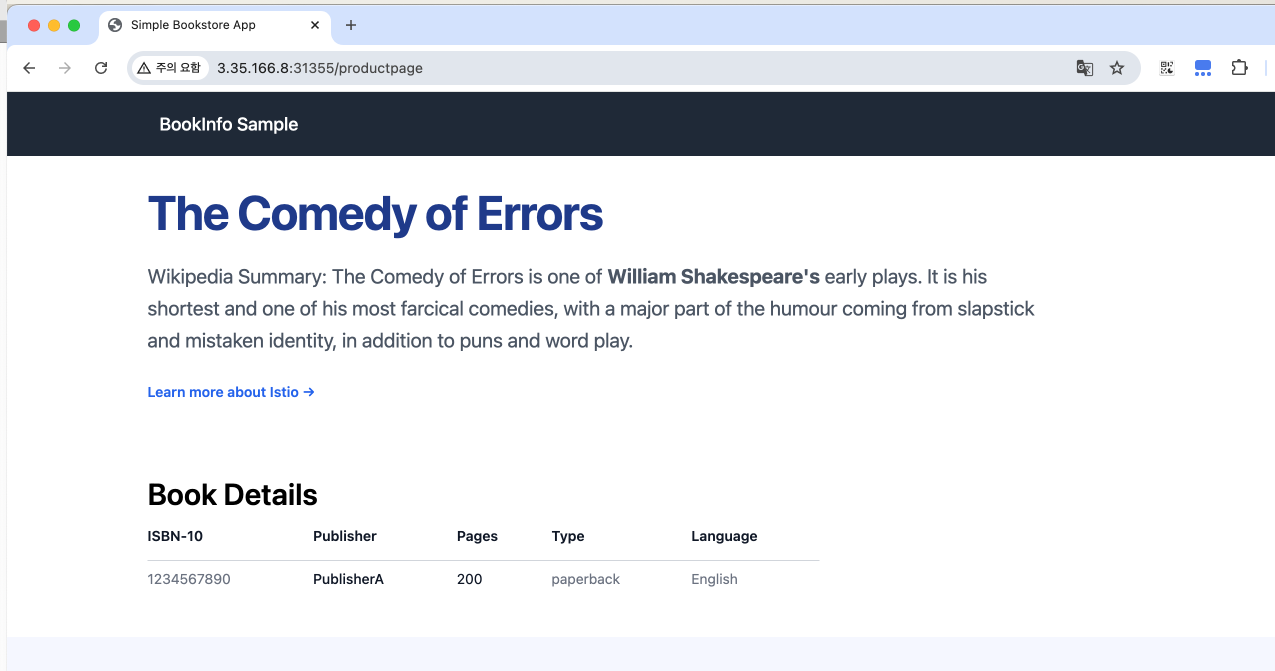 Simple Bookstore App
주의 요함 3.35.166.8:31355/productpage
BookInfo Sample
The Comedy of Errors
Wikipedia Summary: The Comedy of Errors is one of William Shakespeare's early plays. It is his
shortest and one of his most farcical comedies, with a major part of the humour coming from slapstick
and mistaken identity, in addition to puns and word play.
Learn more about Istio →
Book Details
ISBN-10 Publisher Pages Type Language
1234567890 PublisherA 200 paperback English